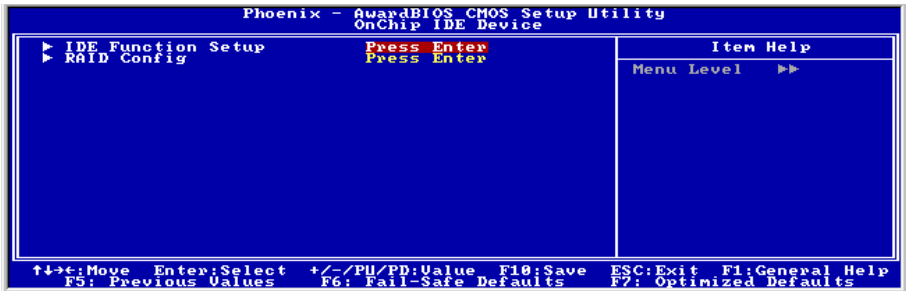 Phoenix - AwardBIOS CMOS Setup Utility
OnChip IDE Device
► IDE Function Setup Press Enter
► RAID Config Press Enter
Item Help
Menu Level ►►
↑↓→←:Move Enter:Select +/-/PU/PD:Value F10:Save ESC:Exit F1:General Help
F5: Previous Values F6: Fail-Safe Defaults F7: Optimized Defaults